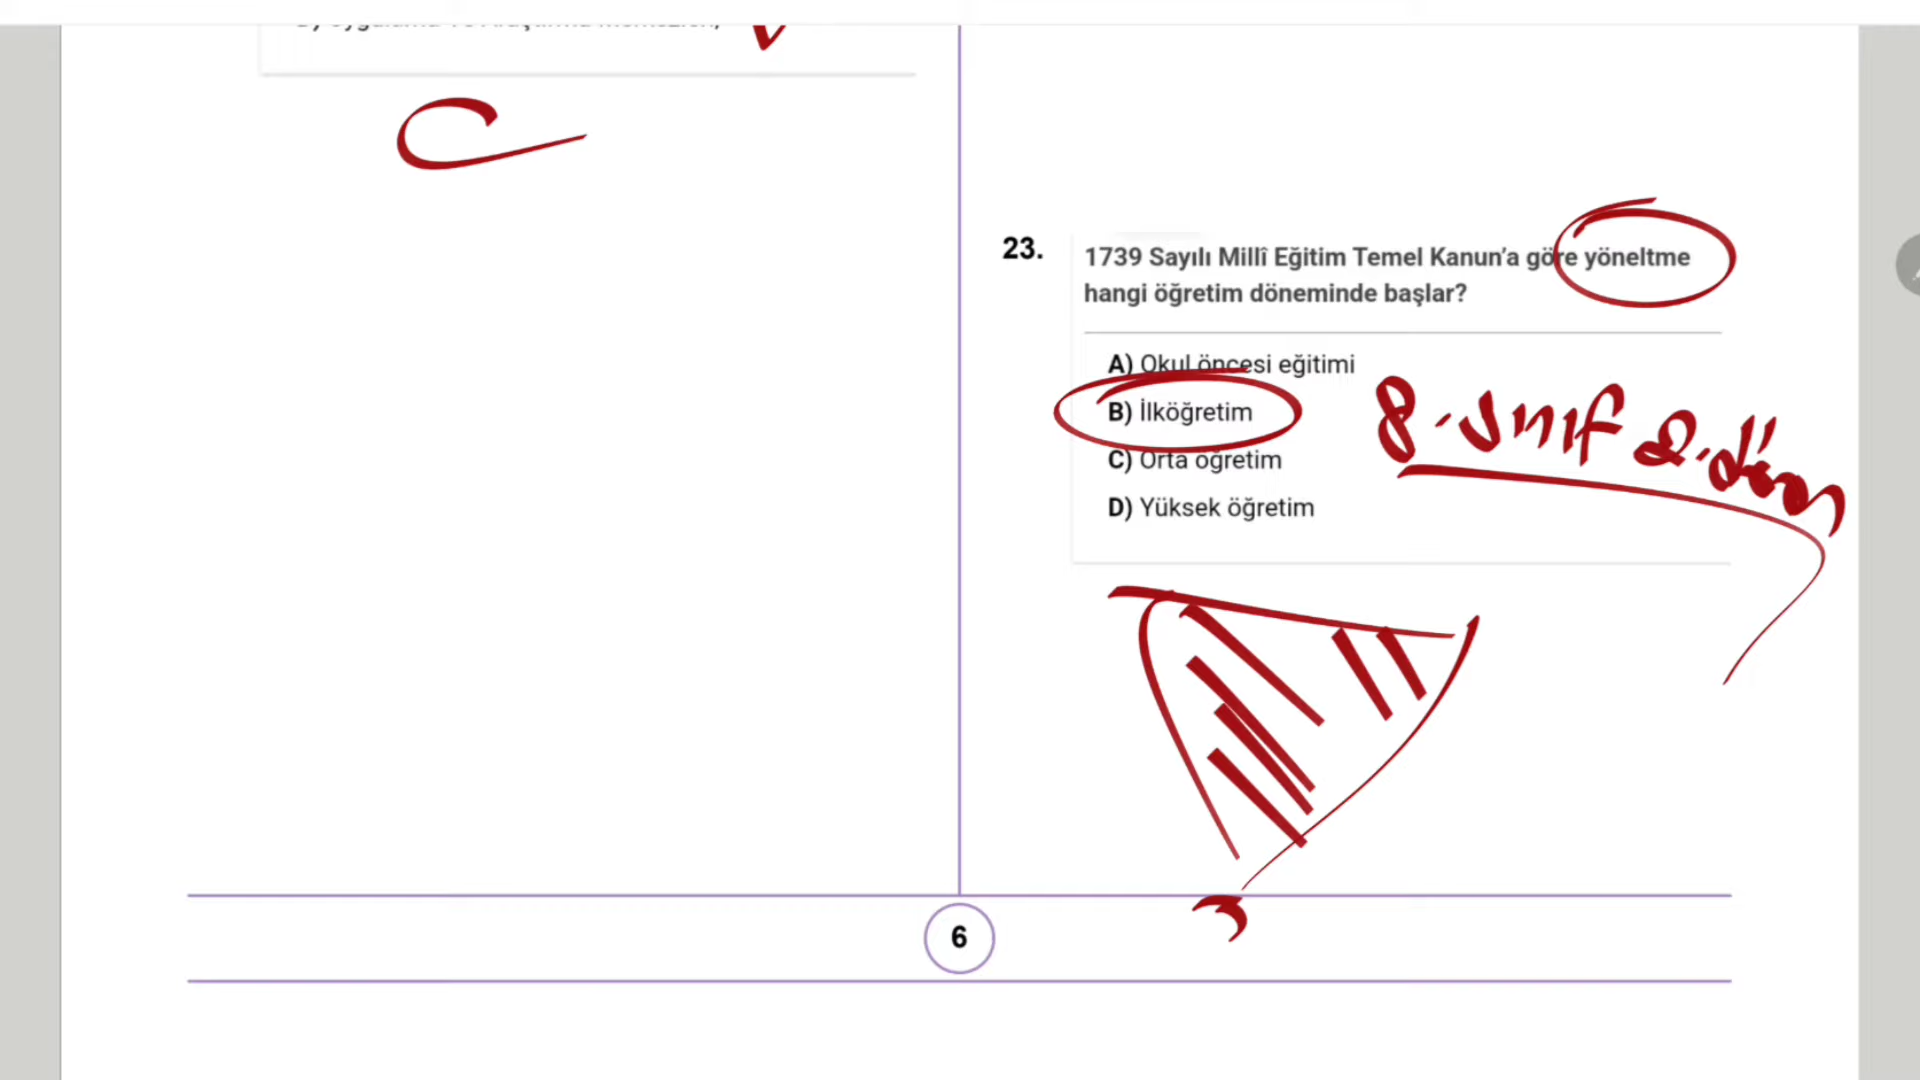 C
23.
1739 Sayılı Millî Eğitim Temel Kanun’a göre yöneltme
hangi öğretim döneminde başlar?
A) Okul öncesi eğitimi
B) İlköğretim
8. sınıf 2. dön
C) Orta öğretim
D) Yüksek öğretim
6